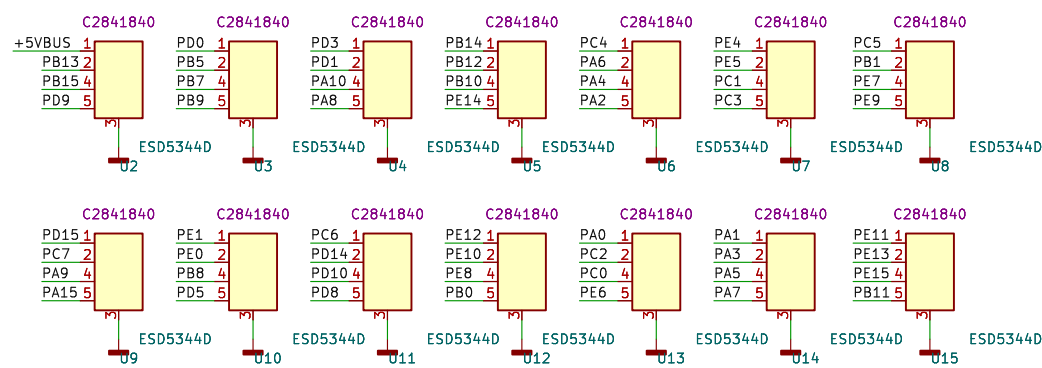 C2841840 C2841840 C2841840 C2841840 C2841840 C2841840 C2841840
+5VBUS 1 PD0 1 PD3 1 PB14 1 PC4 1 PE4 1 PC5 1
PB13 2 PB5 2 PD1 2 PB12 2 PA6 2 PE5 2 PB1 2
PB15 4 PB7 4 PA10 4 PB10 4 PA4 4 PC1 4 PE7 4
PD9 5 PB9 5 PA8 5 PE14 5 PA2 5 PC3 5 PE9 5
3 3 3 3 3 3 3
ESD5344D ESD5344D ESD5344D ESD5344D ESD5344D ESD5344D ESD5344D
U2 U3 U4 U5 U6 U7 U8
C2841840 C2841840 C2841840 C2841840 C2841840 C2841840 C2841840
PD15 1 PE1 1 PC6 1 PE12 1 PA0 1 PA1 1 PE11 1
PC7 2 PE0 2 PD14 2 PE10 2 PC2 2 PA3 2 PE13 2
PA9 4 PB8 4 PD10 4 PE8 4 PC0 4 PA5 4 PE15 4
PA15 5 PD5 5 PD8 5 PB0 5 PE6 5 PA7 5 PB11 5
3 3 3 3 3 3 3
ESD5344D ESD5344D ESD5344D ESD5344D ESD5344D ESD5344D ESD5344D
U9 U10 U11 U12 U13 U14 U15